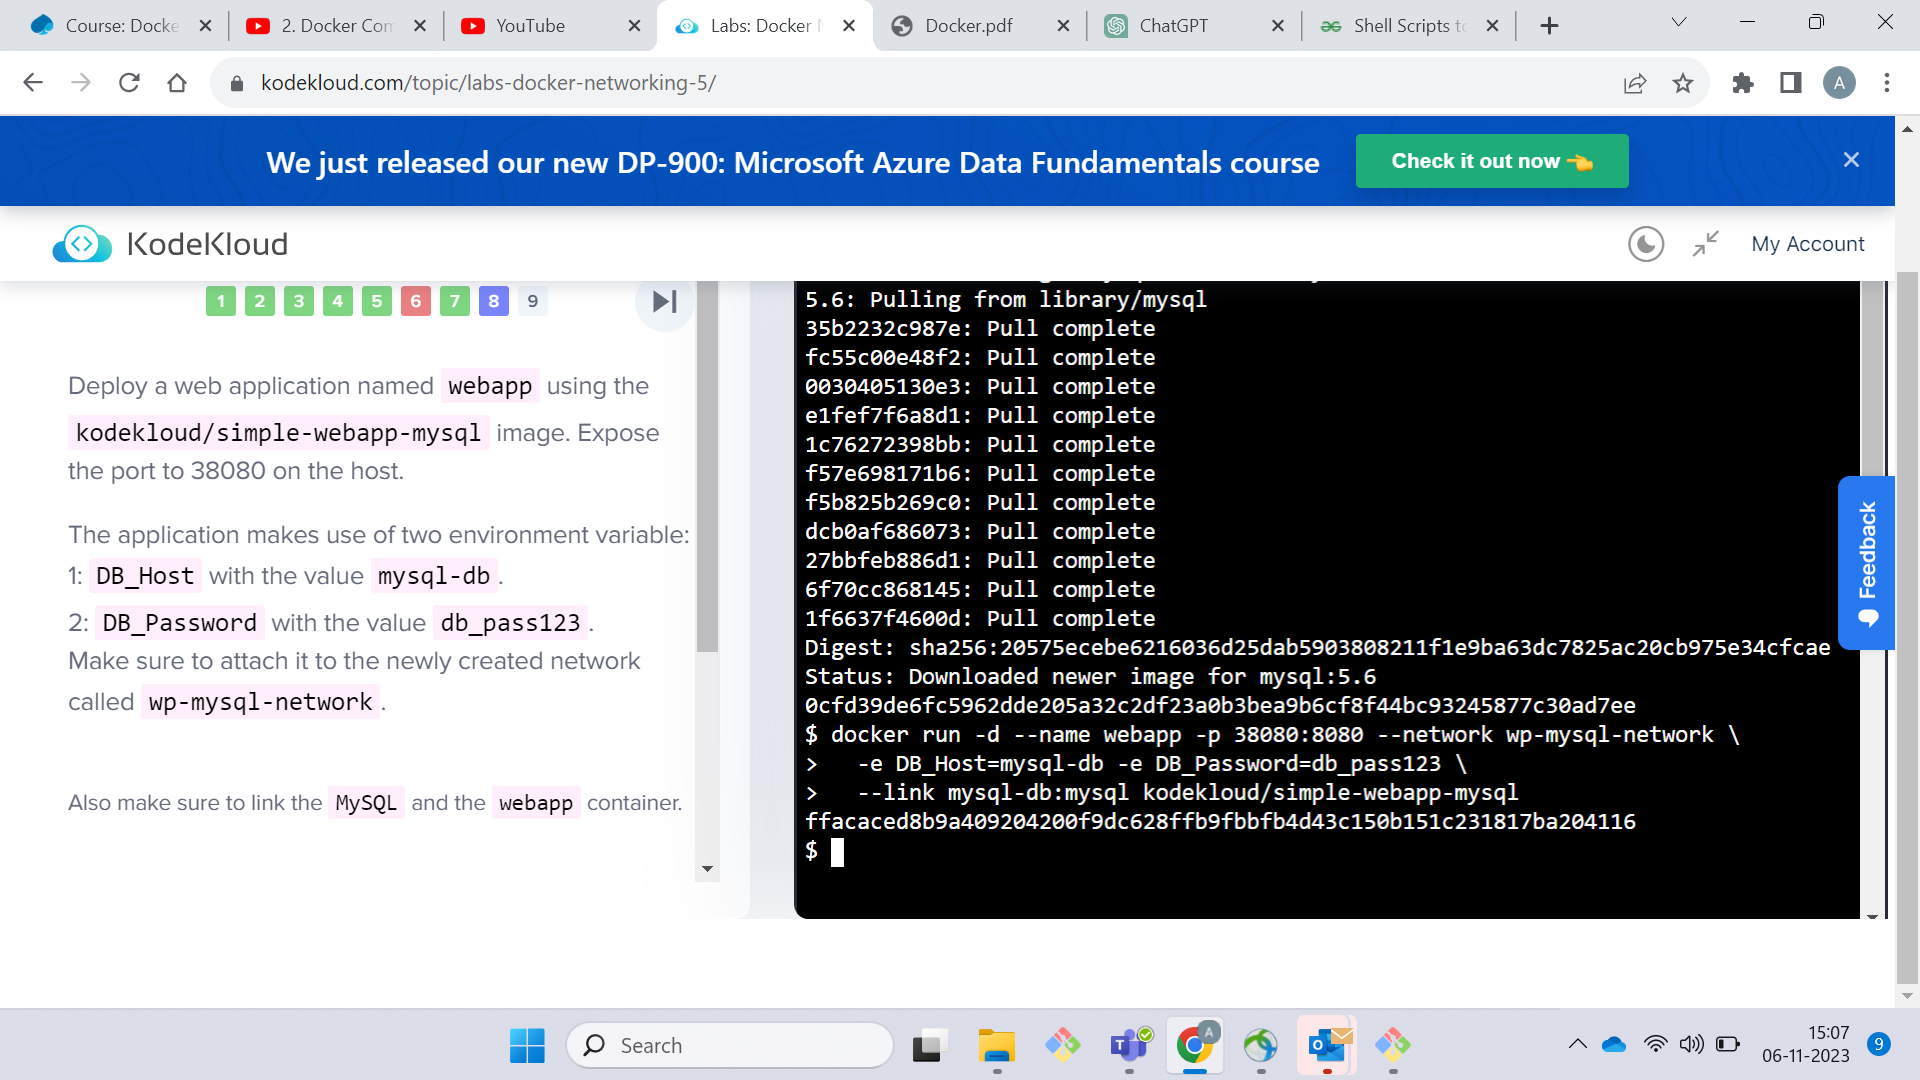 Course: Docke
2. Docker Con
YouTube
Labs: Docker N
Docker.pdf
ChatGPT
Shell Scripts to
kodekloud.com/topic/labs-docker-networking-5/
A
We just released our new DP-900: Microsoft Azure Data Fundamentals course
Check it out now
KodeKloud
My Account
1 2 3 4 5 6 7 8 9
Deploy a web application named webapp using the
kodekloud/simple-webapp-mysql image. Expose
the port to 38080 on the host.
The application makes use of two environment variable:
1: DB_Host with the value mysql-db.
2: DB_Password with the value db_pass123.
Make sure to attach it to the newly created network
called wp-mysql-network.
Also make sure to link the MySQL and the webapp container.
5.6: Pulling from library/mysql
35b2232c987e: Pull complete
fc55c00e48f2: Pull complete
0030405130e3: Pull complete
e1fef7f6a8d1: Pull complete
1c76272398bb: Pull complete
f57e698171b6: Pull complete
f5b825b269c0: Pull complete
dcb0af686073: Pull complete
27bbfeb886d1: Pull complete
6f70cc868145: Pull complete
1f6637f4600d: Pull complete
Digest: sha256:20575ecebe6216036d25dab5903808211f1e9ba63dc7825ac20cb975e34cfcae
Status: Downloaded newer image for mysql:5.6
0cfd39de6fc5962dde205a32c2df23a0b3bea9b6cf8f44bc93245877c30ad7ee
$ docker run -d --name webapp -p 38080:8080 --network wp-mysql-network \
> -e DB_Host=mysql-db -e DB_Password=db_pass123 \
> --link mysql-db:mysql kodekloud/simple-webapp-mysql
ffacaced8b9a409204200f9dc628ffb9fbbfb4d43c150b151c231817ba204116
$
Feedback
Search
15:07
06-11-2023
9